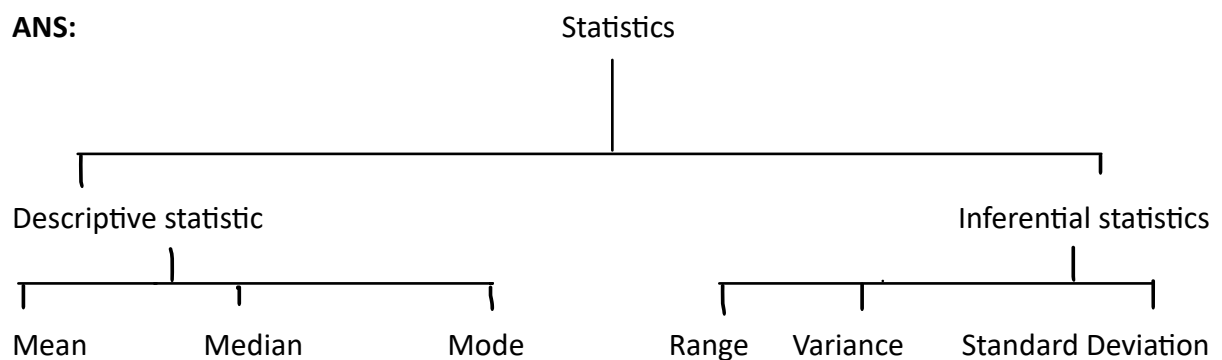 ANS: Statistics
Descriptive statistic Inferential statistics
Mean Median Mode Range Variance Standard Deviation